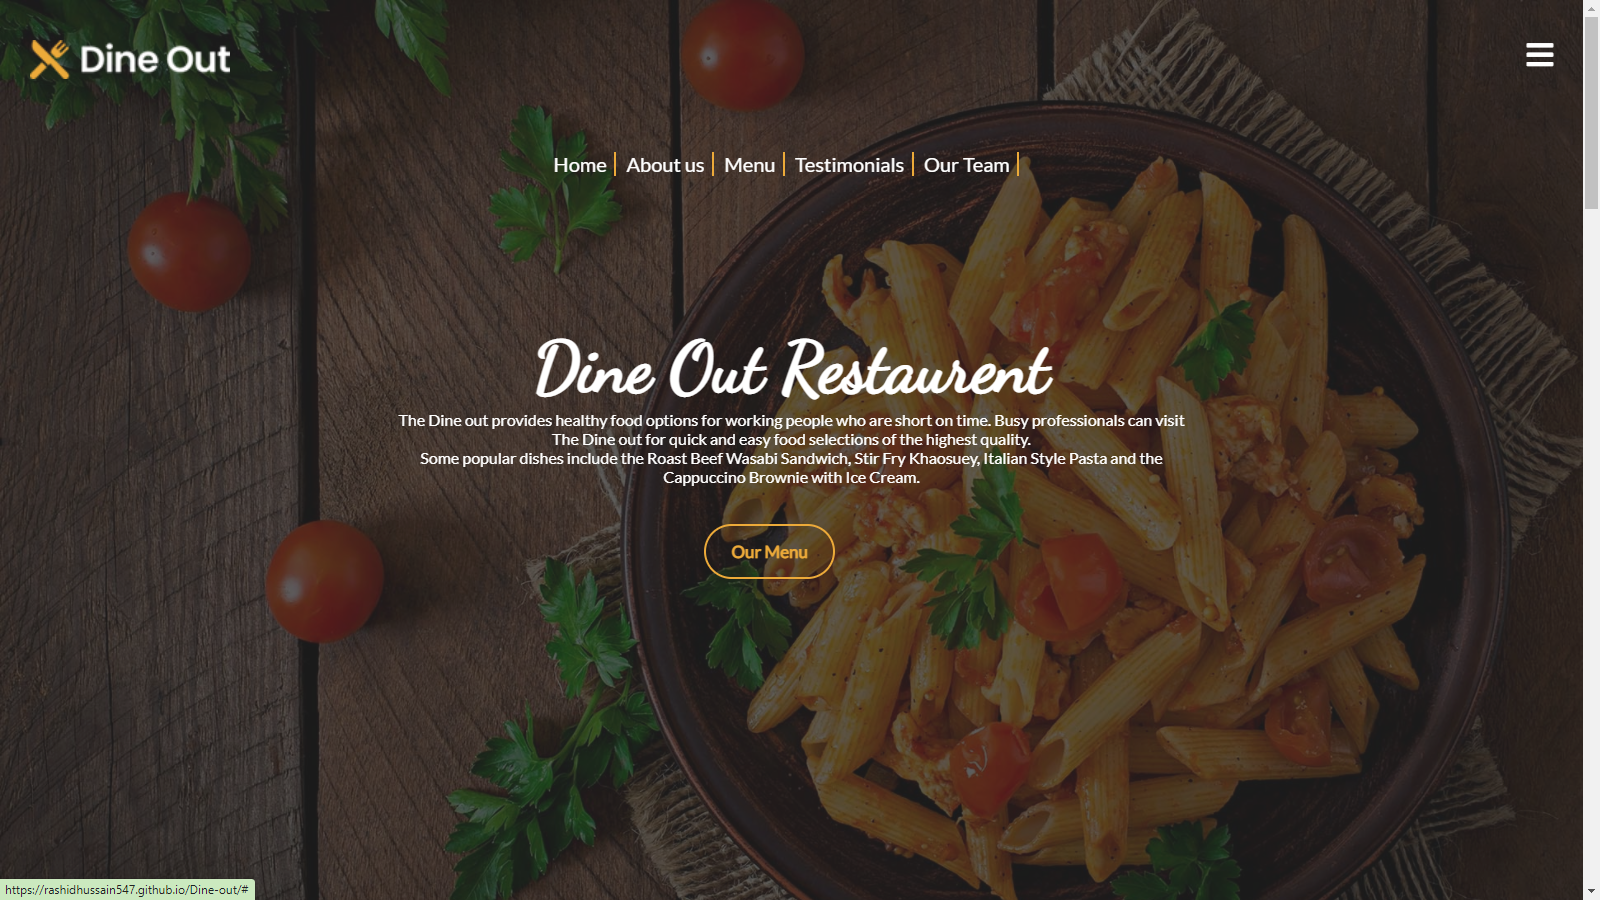 Dine Out
Home
About us
Menu
Testimonials
Our Team
Dine Out Restaurent
The Dine out provides healthy food options for working people who are short on time. Busy professionals can visit
The Dine out for quick and easy food selections of the highest quality.
Some popular dishes include the Roast Beef Wasabi Sandwich, Stir Fry Khaosuey, Italian Style Pasta and the
Cappuccino Brownie with Ice Cream.
Our Menu
https://rashidhussain547.github.io/Dine-out/#